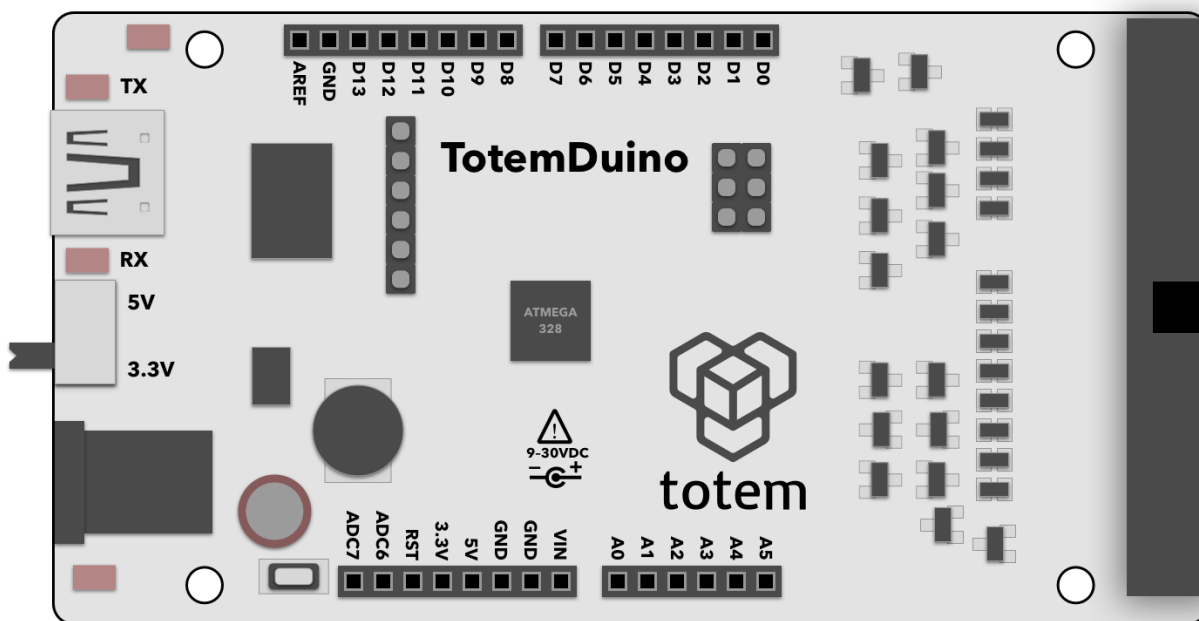 AREF GND D13 D12 D11 D10 D9 D8 D7 D6 D5 D4 D3 D2 D1 D0
TX
TotemDuino
RX
5V
3.3V
ATMEGA
328
9-30VDC
totem
ADC7 ADC6 RST 3.3V 5V GND GND VIN A0 A1 A2 A3 A4 A5